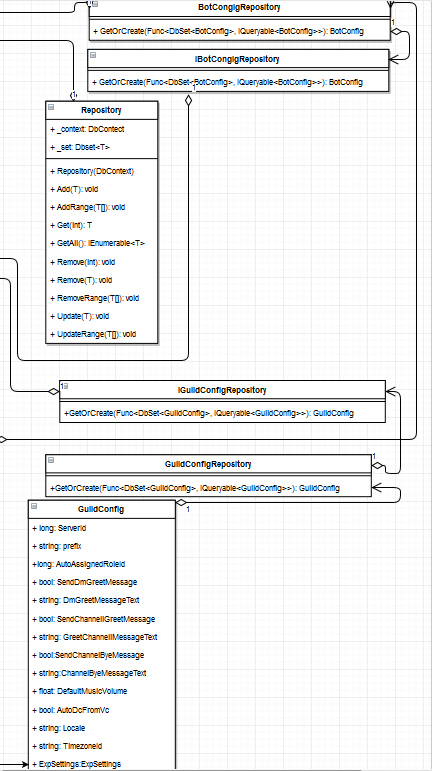 BotCongigRepository
+ GetOrCreate(Func<DbSet<BotConfig>, IQueryable<BotConfig>>): BotConfig
1
IBotCongigRepository
+ GetOrCreate(Func<DbSet<BotConfig>, IQueryable<BotConfig>>): BotConfig
1
1
Repository
+ _context: DbContect
+ _set: Dbset<T>
+ Repository(DbContext)
+ Add(T): void
+ AddRange(T[]): void
+ Get(int): T
+ GetAll(): IEnumerable<T>
+ Remove(int): void
+ Remove(T): void
+ RemoveRange(T[]): void
+ Update(T): void
+ UpdateRange(T[]): void
1
IGuildConfigRepository
+GetOrCreate(Func<DbSet<GuildConfig>, IQueryable<GuildConfig>>): GuildConfig
1
GuildConfigRepository
+GetOrCreate(Func<DbSet<GuildConfig>, IQueryable<GuildConfig>>): GuildConfig
1
GuildConfig
+ long: ServerId
+ string: prefix
+long: AutoAssignedRoleId
+ bool: SendDmGreetMessage
+ string: DmGreetMessageText
+ bool: SendChannelGreetMessage
+ string: GreetChannelMessageText
+ bool:SendChannelByeMessage
+ string:ChannelByeMessageText
+ float: DefaultMusicVolume
+ bool: AutoDcFromVc
+ string: Locale
+ string: TimezoneId
+ ExpSettings:ExpSettings